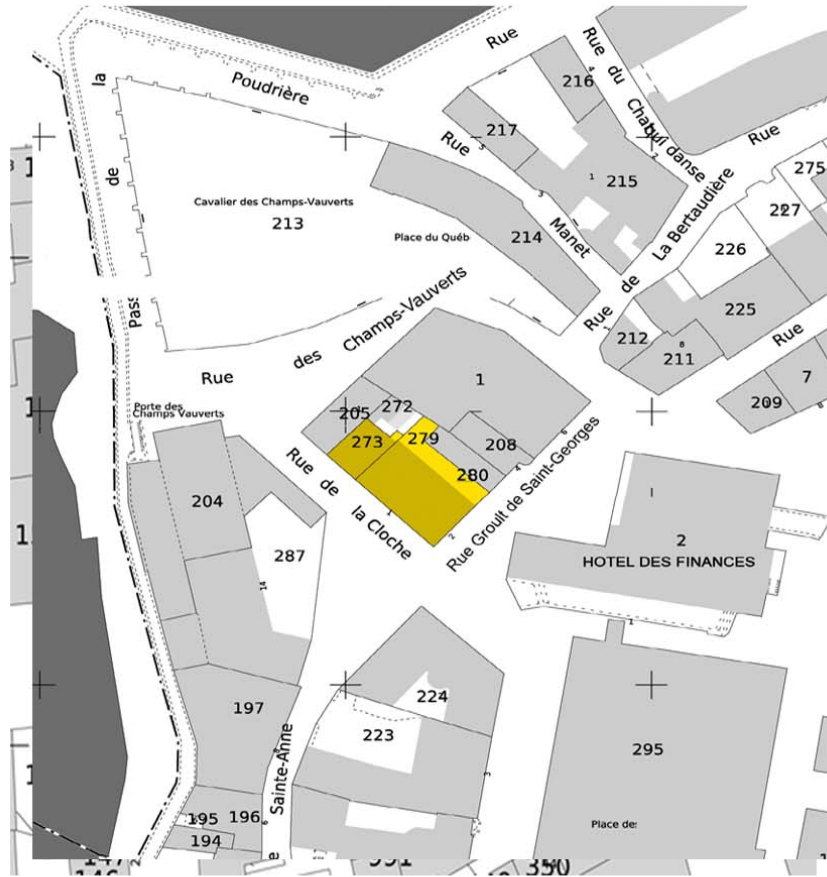 Rue
Poudrière
la
de
Pass
Rue du Chat qui danse
216
217
Rue
Manet
215
Rue
275
227
226
Cavalier des Champs-Vauverts
213
Place du Québ
214
Rue de La Bertaudière
225
212
211
Rue
7
209
Rue des Champs-Vauverts
1
205
272
273
279
208
280
Porte des
Champs Vauverts
Rue de la Cloche
Rue Groult de Saint-Georges
204
287
14
2
HOTEL DES FINANCES
224
223
197
295
Sainte-Anne
195
196
194
Place de
350